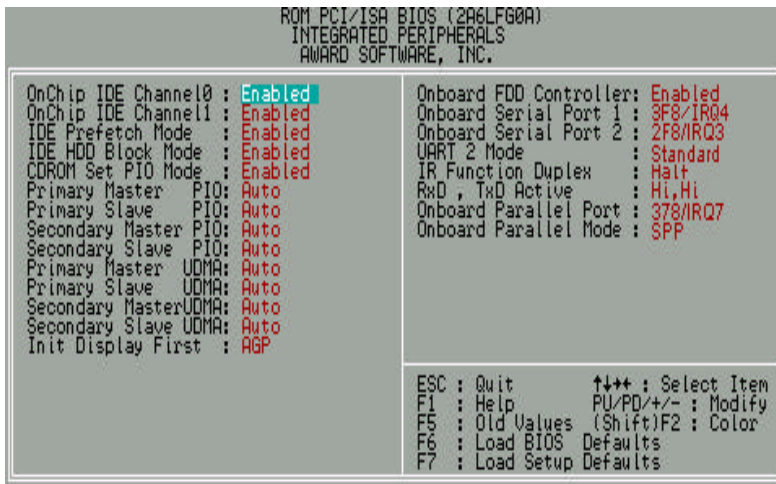 ROM PCI/ISA BIOS (2A6LFG0A)
INTEGRATED PERIPHERALS
AWARD SOFTWARE, INC.
OnChip IDE Channel0 : Enabled
OnChip IDE Channel1 : Enabled
IDE Prefetch Mode : Enabled
IDE HDD Block Mode : Enabled
CDROM Set PIO Mode : Enabled
Primary Master PIO: Auto
Primary Slave PIO: Auto
Secondary Master PIO: Auto
Secondary Slave PIO: Auto
Primary Master UDMA: Auto
Primary Slave UDMA: Auto
Secondary MasterUDMA: Auto
Secondary Slave UDMA: Auto
Init Display First : AGP
Onboard FDD Controller: Enabled
Onboard Serial Port 1 : 3F8/IRQ4
Onboard Serial Port 2 : 2F8/IRQ3
UART 2 Mode : Standard
IR Function Duplex : Half
RxD , TxD Active : Hi,Hi
Onboard Parallel Port : 378/IRQ7
Onboard Parallel Mode : SPP
ESC : Quit ↑↓→← : Select Item
F1 : Help PU/PD/+/- : Modify
F5 : Old Values (Shift)F2 : Color
F6 : Load BIOS Defaults
F7 : Load Setup Defaults